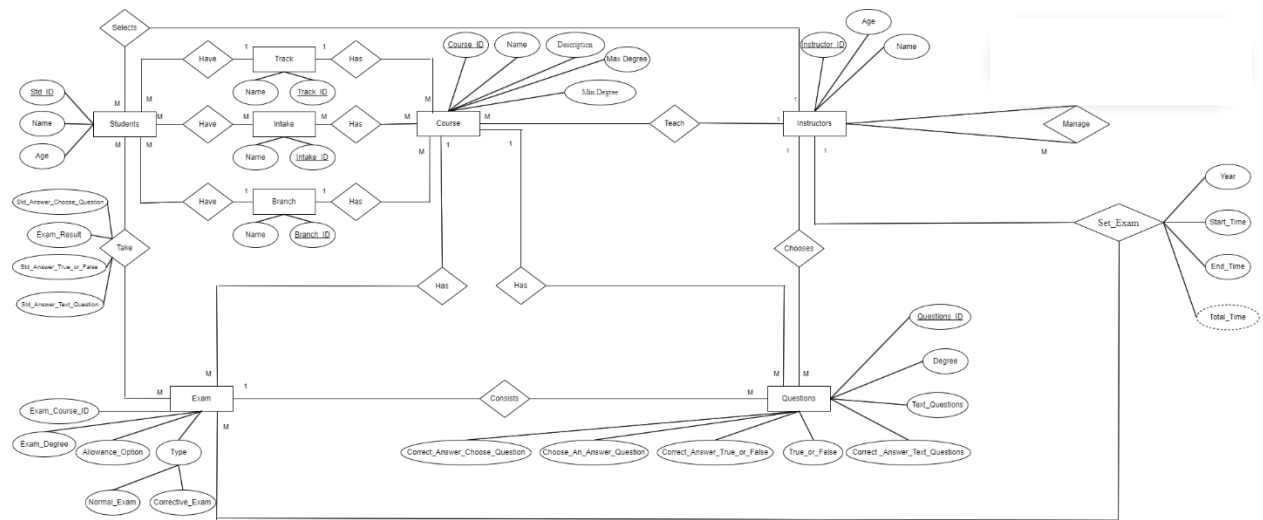 Selects
Age
Course_ID
Name
Description
Instructor_ID
Name
1
Track
1
Have
Has
Max Degree
M
M
Std_ID
Name
Track_ID
Min Degree
M
M
1
Name
Students
M
Have
M
Intake
M
Has
M
Course
M
Teach
1
Instructors
Manage
M
M
M
1
1
1
1
M
Age
Name
Intake_ID
Year
1
1
M
Std_Answer_Choose_Question
Have
Branch
Has
Set_Exam
Start_Time
Exam_Result
Name
Branch_ID
Take
Chooses
Std_Answer_True_or_False
End_Time
Has
Has
Std_Answer_Text_Question
Questions_ID
Total_Time
Degree
M
M
M
M
1
M
Exam
Consists
Questions
Text_Questions
Exam_Course_ID
M
Exam_Degree
Allowance_Option
Type
Correct_Answer_Choose_Question
Choose_An_Answer_Question
Correct_Answer_True_or_False
True_or_False
Correct _Answer_Text_Questions
Normal_Exam
Corrective_Exam